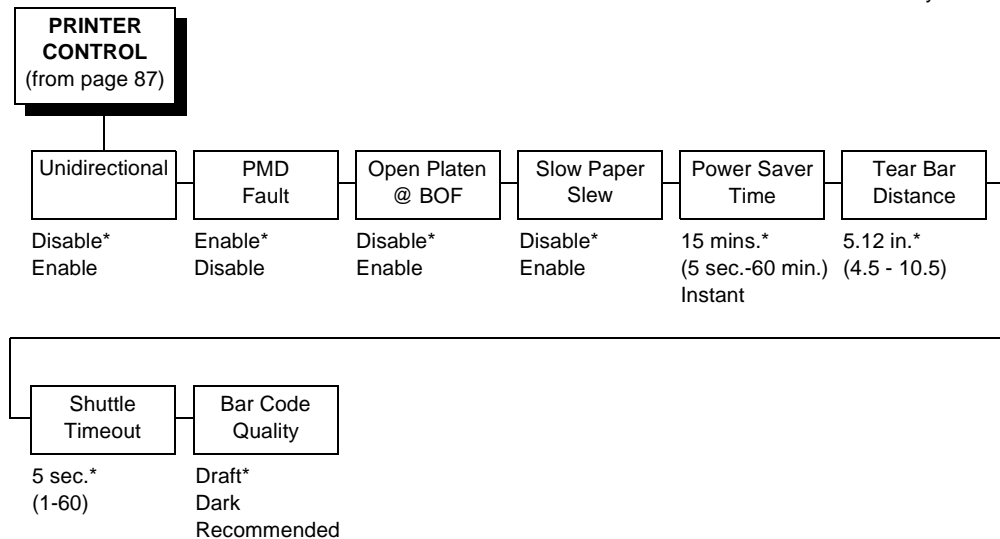 PRINTER
CONTROL
(from page 87)
Unidirectional
PMD
Fault
Open Platen
@ BOF
Slow Paper
Slew
Power Saver
Time
Tear Bar
Distance
Disable*
Enable
Enable*
Disable
Disable*
Enable
Disable*
Enable
15 mins.*
(5 sec.-60 min.)
Instant
5.12 in.*
(4.5 - 10.5)
Shuttle
Timeout
Bar Code
Quality
5 sec.*
(1-60)
Draft*
Dark
Recommended